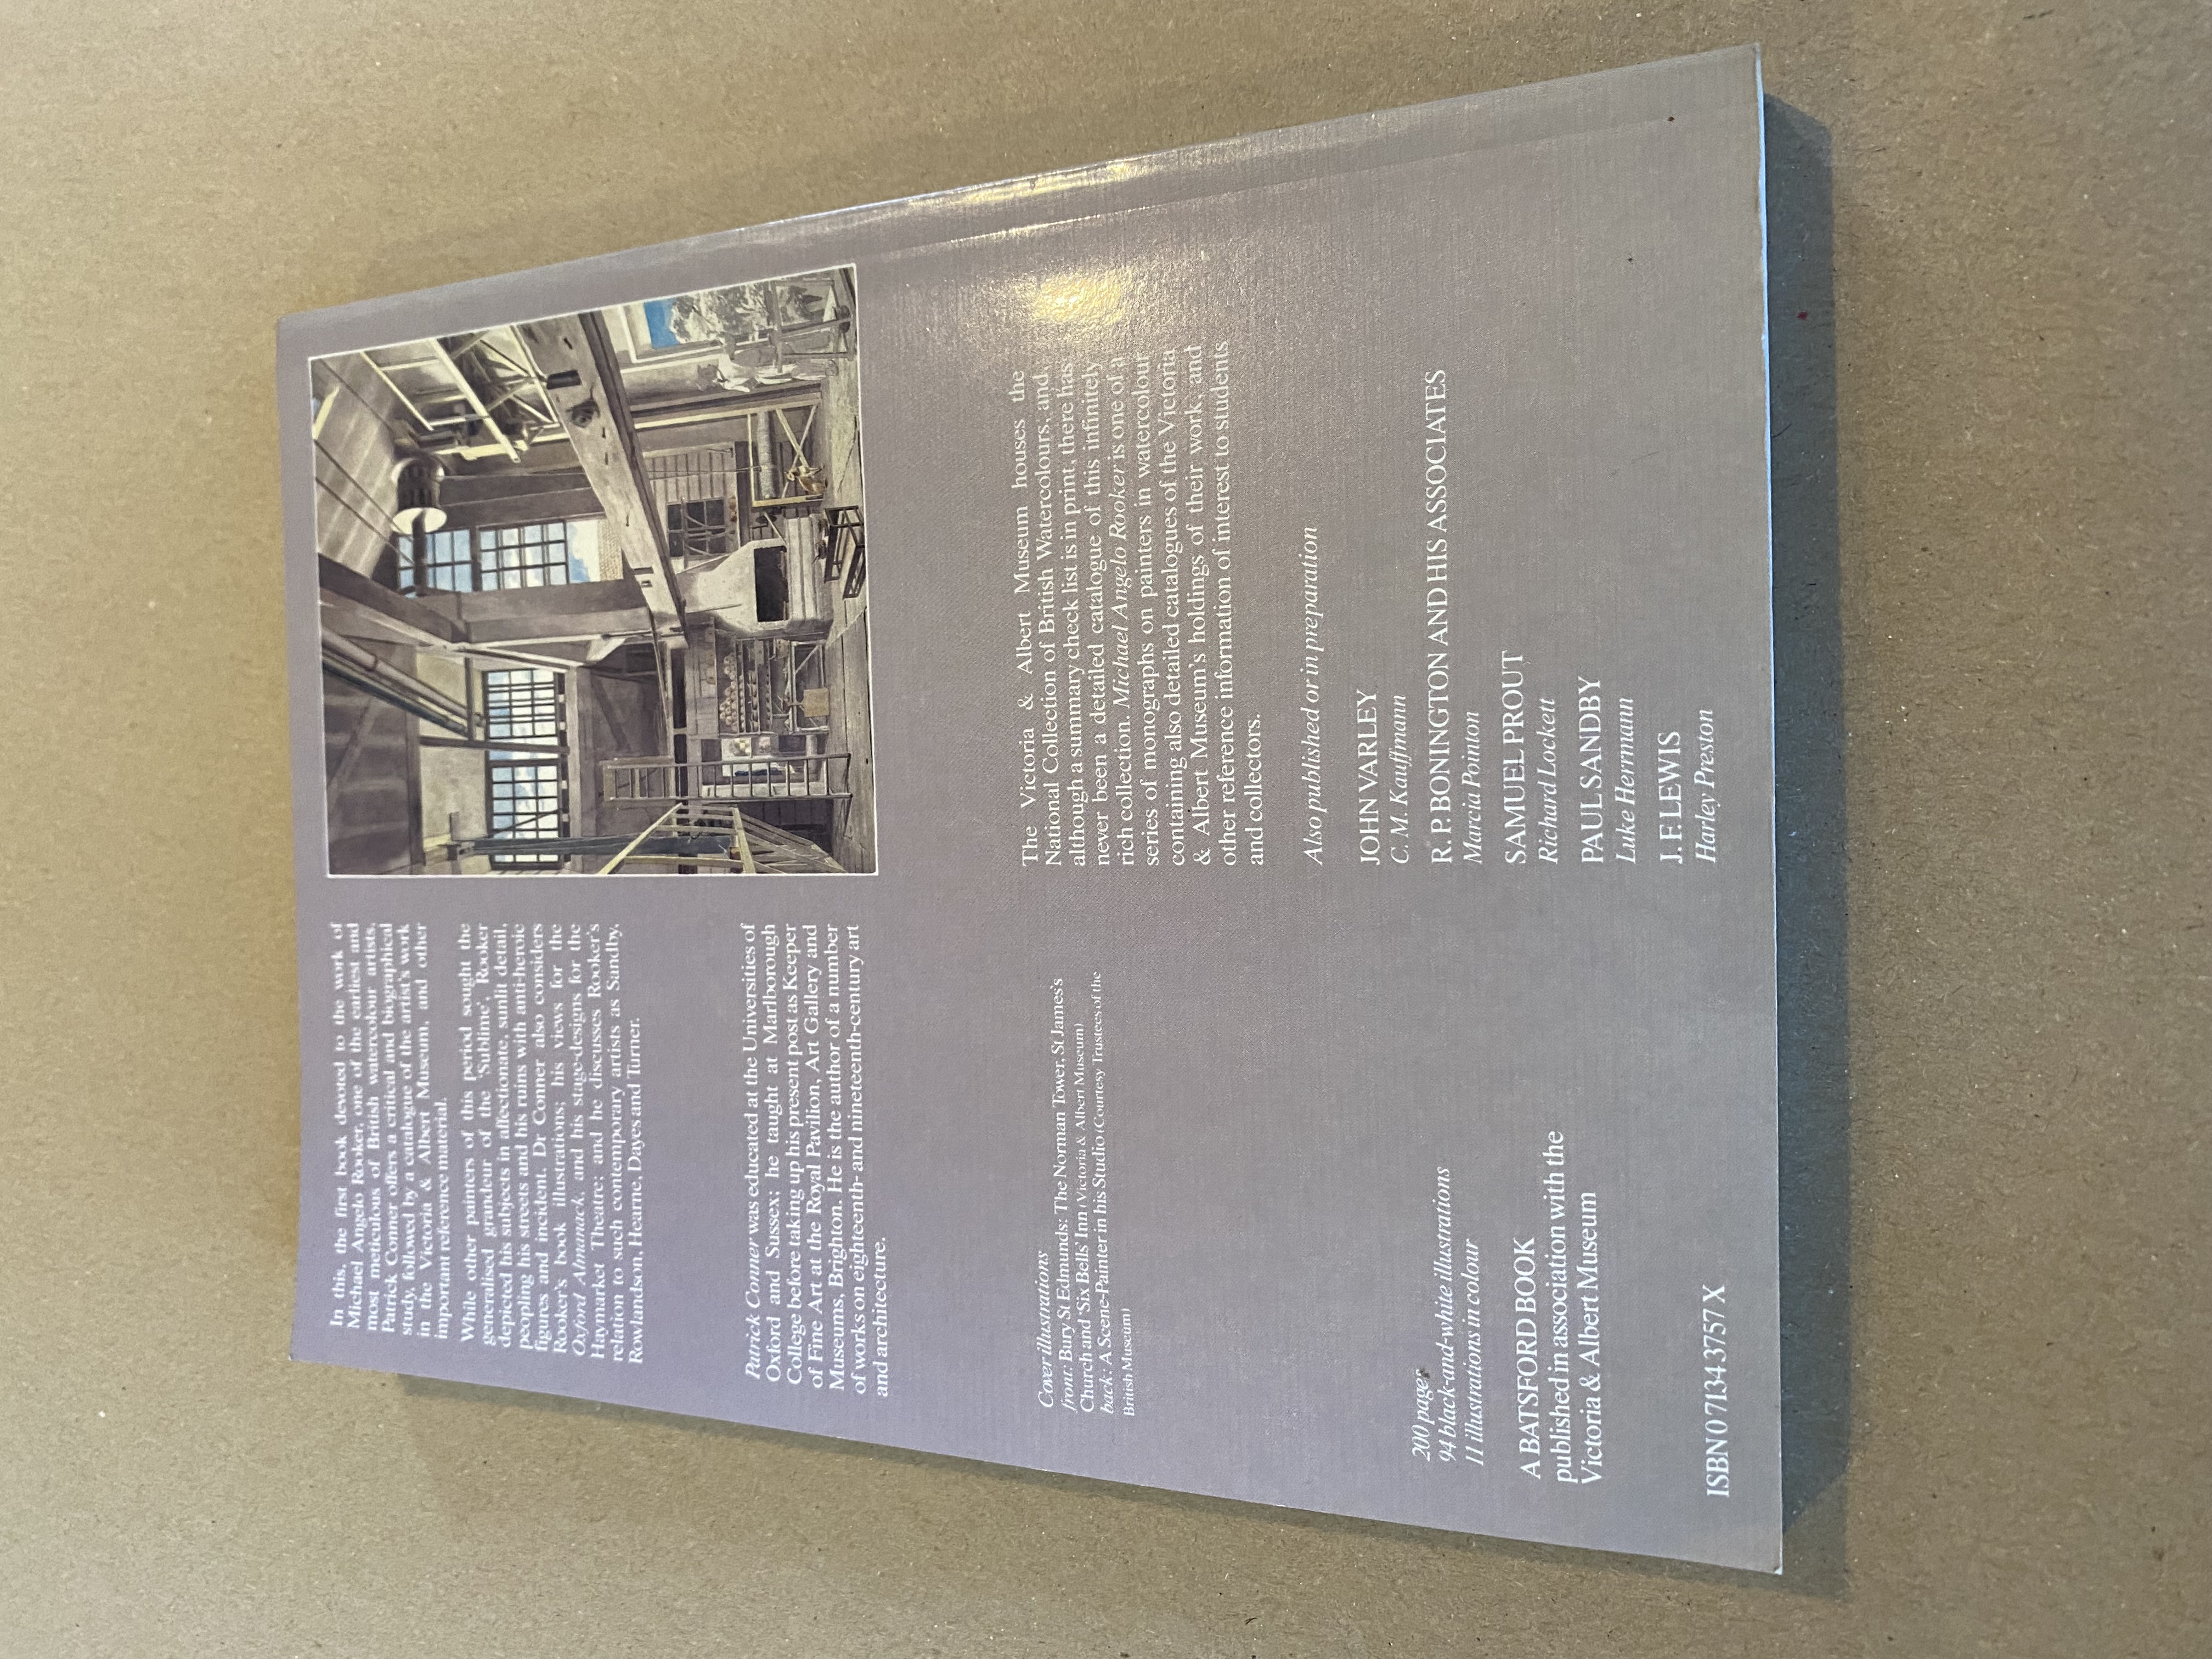 In this, the first book devoted to the work of
Michael Angelo Rooker, one of the earliest and
most meticulous of British watercolour artists,
Patrick Conner offers a critical and biographical
study, followed by a catalogue of the artist's work
in the Victoria & Albert Museum, and other
important reference material.
While other painters of this period sought the
generalised grandeur of the 'Sublime', Rooker
depicted his subjects in affectionate, sunlit detail,
peopling his streets and his ruins with anti-heroic
figures and incident. Dr Conner also considers
Rooker's book illustrations; his views for the
Oxford Almanack, and his stage-designs for the
Haymarket Theatre; and he discusses Rooker's
relation to such contemporary artists as Sandby,
Rowlandson, Hearne, Dayes and Turner.
Patrick Conner was educated at the Universities of
Oxford and Sussex; he taught at Marlborough
College before taking up his present post as Keeper
of Fine Art at the Royal Pavilion, Art Gallery and
Museums, Brighton. He is the author of a number
of works on eighteenth- and nineteenth-century art
and architecture.
Cover illustrations
front: Bury St Edmunds: The Norman Tower, St James's
Church and 'Six Bells' Inn (Victoria & Albert Museum)
back: A Scene-Painter in his Studio (Courtesy Trustees of the
British Museum)
200 pages
94 black-and-white illustrations
11 illustrations in colour
A BATSFORD BOOK
published in association with the
Victoria & Albert Museum
ISBN 0 7134 3757 X
The Victoria & Albert Museum houses the
National Collection of British Watercolours, and,
although a summary check list is in print, there has
never been a detailed catalogue of this infinitely
rich collection. Michael Angelo Rooker is one of a
series of monographs on painters in watercolour
containing also detailed catalogues of the Victoria
& Albert Museum's holdings of their work, and
other reference information of interest to students
and collectors.
Also published or in preparation
JOHN VARLEY
C. M. Kauffmann
R. P. BONINGTON AND HIS ASSOCIATES
Marcia Pointon
SAMUEL PROUT
Richard Lockett
PAUL SANDBY
Luke Herrmann
J. F. LEWIS
Harley Preston